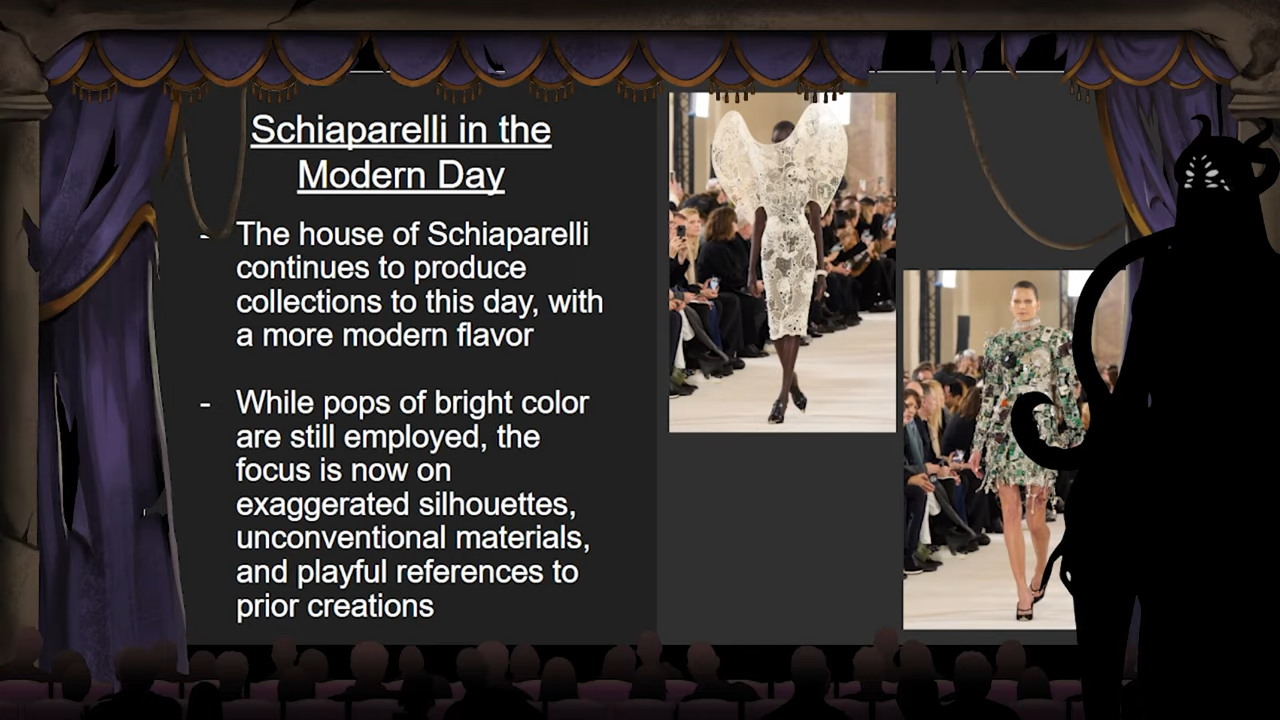 Schiaparelli in the
Modern Day
- The house of Schiaparelli
continues to produce
collections to this day, with
a more modern flavor
- While pops of bright color
are still employed, the
focus is now on
exaggerated silhouettes,
unconventional materials,
and playful references to
prior creations